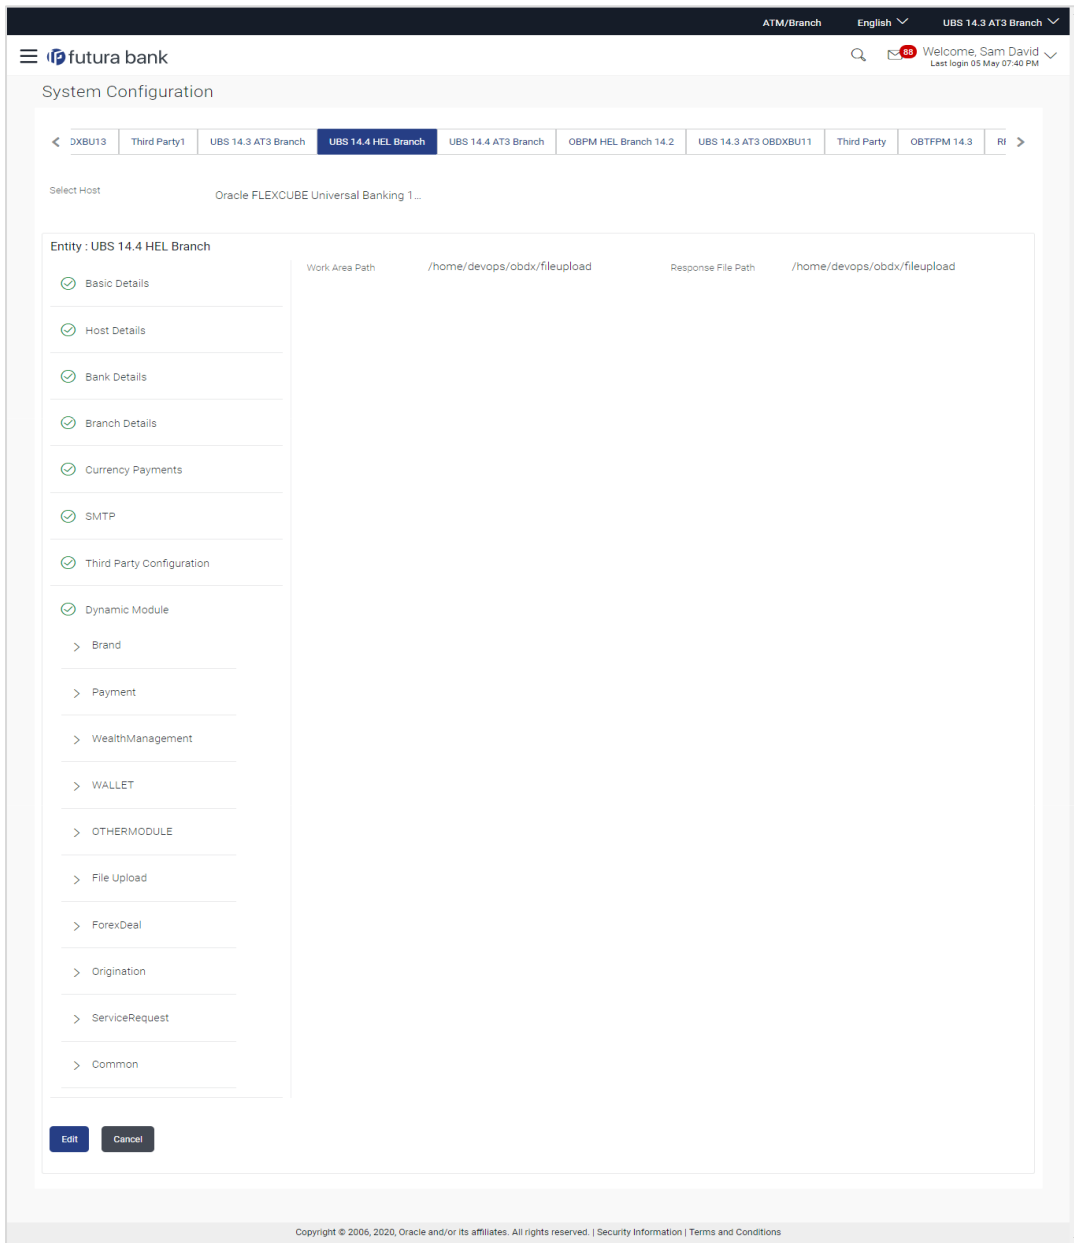 ATM/Branch English UBS 14.3 AT3 Branch
futura bank 88 Welcome, Sam David
Last login 05 May 07:40 PM
System Configuration
DXBU13 Third Party1 UBS 14.3 AT3 Branch UBS 14.4 HEL Branch UBS 14.4 AT3 Branch OBPM HEL Branch 14.2 UBS 14.3 AT3 OBDXBU11 Third Party OBTFPM 14.3
Select Host Oracle FLEXCUBE Universal Banking 1...
Entity : UBS 14.4 HEL Branch
Work Area Path /home/devops/obdx/fileupload Response File Path /home/devops/obdx/fileupload
Basic Details
Host Details
Bank Details
Branch Details
Currency Payments
SMTP
Third Party Configuration
Dynamic Module
Brand
Payment
WealthManagement
WALLET
OTHERMODULE
File Upload
ForexDeal
Origination
ServiceRequest
Common
Edit Cancel
Copyright © 2006, 2020, Oracle and/or its affiliates. All rights reserved. | Security Information | Terms and Conditions